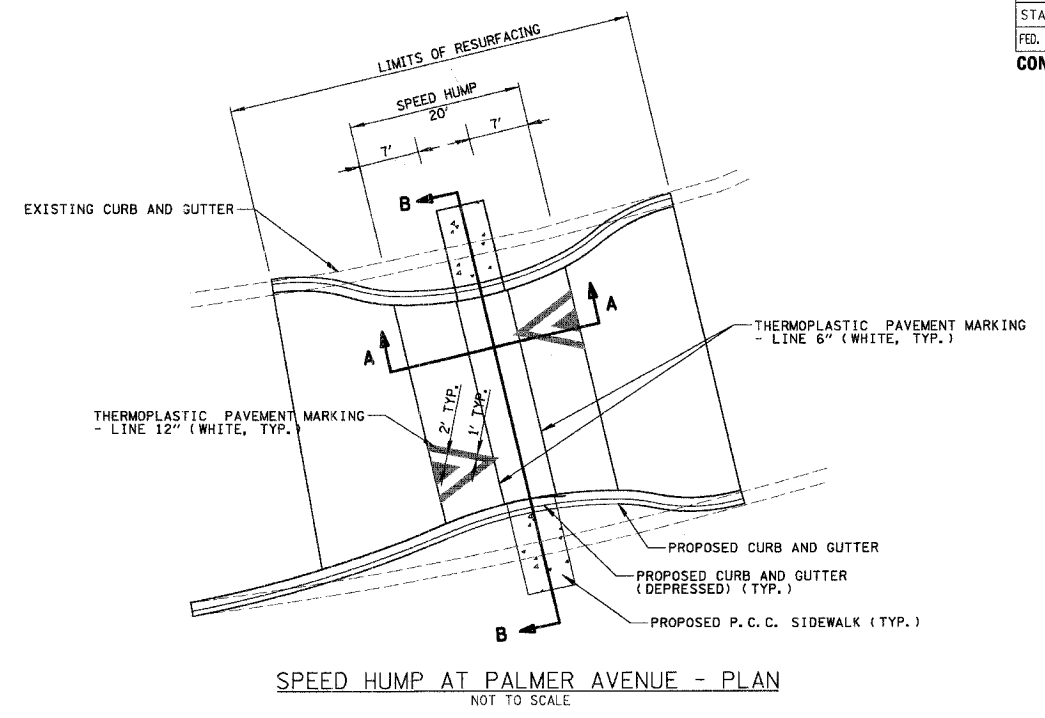 STA
FED.
CON
LIMITS OF RESURFACING
SPEED HUMP
20'
7'
7'
B
EXISTING CURB AND GUTTER
A
A
THERMOPLASTIC PAVEMENT MARKING
- LINE 6" (WHITE, TYP.)
2' TYP.
1' TYP.
THERMOPLASTIC PAVEMENT MARKING
- LINE 12" (WHITE, TYP.)
PROPOSED CURB AND GUTTER
PROPOSED CURB AND GUTTER
(DEPRESSED) (TYP.)
PROPOSED P.C.C. SIDEWALK (TYP.)
B
SPEED HUMP AT PALMER AVENUE - PLAN
NOT TO SCALE